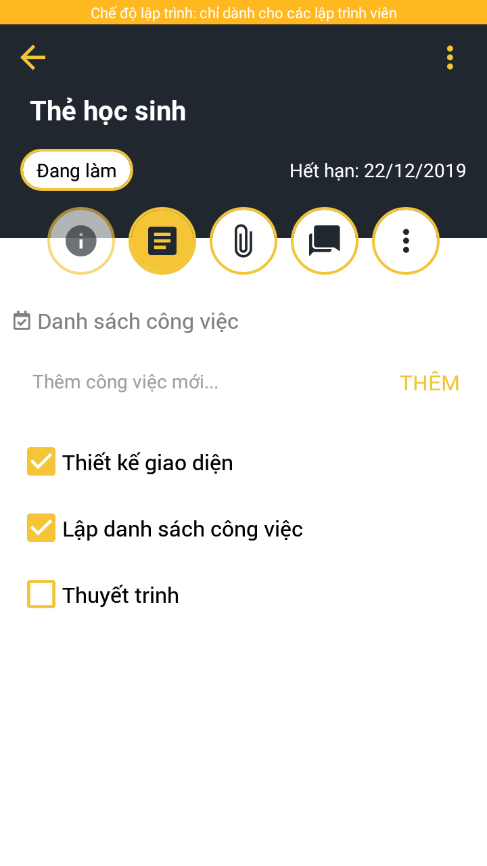 Chế độ lập trình: chỉ dành cho các lập trình viên
Thẻ học sinh
Đang làm
Hết hạn: 22/12/2019
Danh sách công việc
Thêm công việc mới...
THÊM
Thiết kế giao diện
Lập danh sách công việc
Thuyết trinh